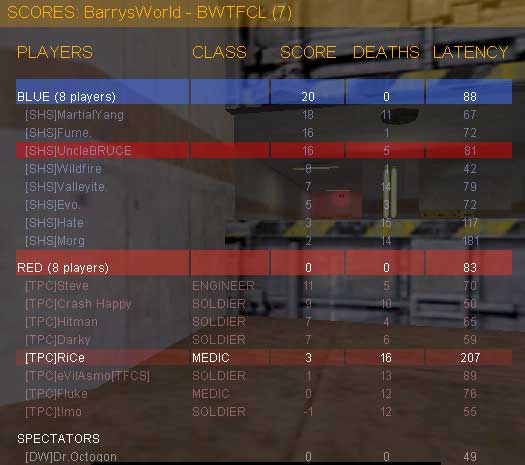 SCORES: BarrysWorld - BWTFCL (7)
PLAYERS CLASS SCORE DEATHS LATENCY
BLUE (8 players) 20 0 88
[SHS]MartialYang 18 11 67
[SHS]Fume. 16 1 72
[SHS]UncleBRUCE 16 5 81
[SHS]Wildfire 8 1 42
[SHS]Valleyite. 7 14 79
[SHS]Evo. 5 3 72
[SHS]Hate 3 15 117
[SHS]Morg 2 14 181
RED (8 players) 0 0 83
[TPC]Steve ENGINEER 11 5 70
[TPC]Crash Happy SOLDIER 9 10 50
[TPC]Hitman SOLDIER 7 4 65
[TPC]Darky SOLDIER 7 6 59
[TPC]RiCe MEDIC 3 16 207
[TPC]eVilAsmo[TFCS] SOLDIER 1 13 89
[TPC]Fluke MEDIC 0 12 76
[TPC]t!mo SOLDIER -1 12 55
SPECTATORS
[DW]Dr.Octogon 0 0 49